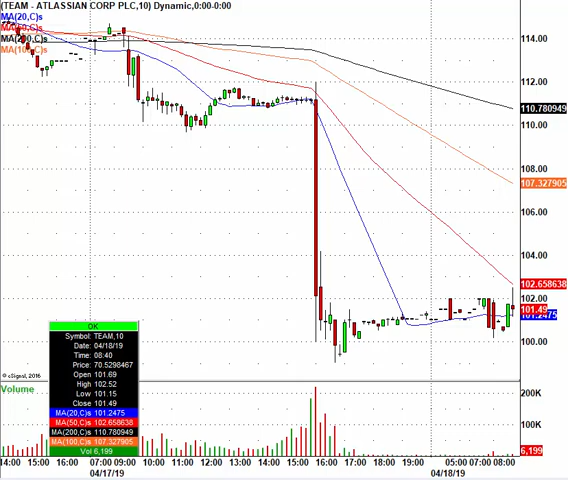 (TEAM - ATLASSIAN CORP PLC,10) Dynamic,0:00-0:00
MA(20,C)s
MA(50,C)s
MA(200,C)s
MA(100,C)s
114.00
112.00
110.780949
110.00
108.00
107.327905
106.00
104.00
102.658638
102.00
101.49
101.2475
100.00
OK
Symbol: TEAM,10
Date: 04/18/19
Time: 08:40
Price: 70.5298467
Open 101.69
High 102.52
Low 101.15
Close 101.49
MA(20,C)s 101.2475
MA(50,C)s 102.658638
MA(200,C)s 110.780949
MA(100,C)s 107.327905
Vol 6,199
© eSignal, 2016
Volume
200K
100K
6,199
14:00 15:00 16:00 07:00 09:00 10:00 11:00 12:00 13:00 14:00 15:00 16:00 17:00 18:00 19:00 05:00 07:00 08:00
04/17/19 04/18/19